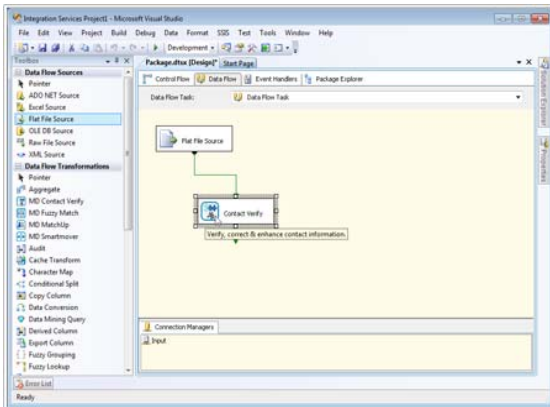 Integration Services Project1 - Microsoft Visual Studio
File Edit View Project Build Debug Data Format SSIS Test Tools Window Help
Development
Toolbox
Data Flow Sources
Pointer
ADO NET Source
Excel Source
Flat File Source
OLE DB Source
Raw File Source
XML Source
Data Flow Transformations
Pointer
Aggregate
MD Contact Verify
MD Fuzzy Match
MD MatchUp
MD Smartmover
Audit
Cache Transform
Character Map
Conditional Split
Copy Column
Data Conversion
Data Mining Query
Derived Column
Export Column
Fuzzy Grouping
Fuzzy Lookup
Error List
Ready
Package.dtsx [Design]* Start Page
Control Flow Data Flow Event Handlers Package Explorer
Data Flow Task: Data Flow Task
Flat File Source
Contact Verify
Verify, correct & enhance contact information.
Connection Managers
Input
Solution Explorer
Properties